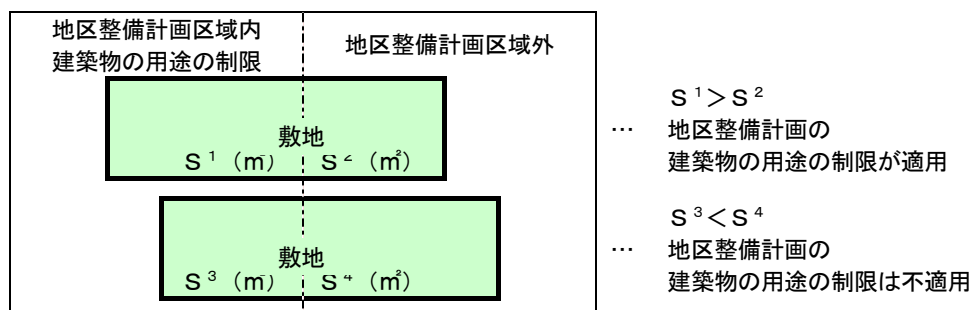 地区整備計画区域内
建築物の用途の制限
地区整備計画区域外
敷地
S¹（㎡） S²（㎡）
S¹＞S²
… 地区整備計画の
建築物の用途の制限が適用
敷地
S³（㎡） S⁴（㎡）
S³＜S⁴
… 地区整備計画の
建築物の用途の制限は不適用